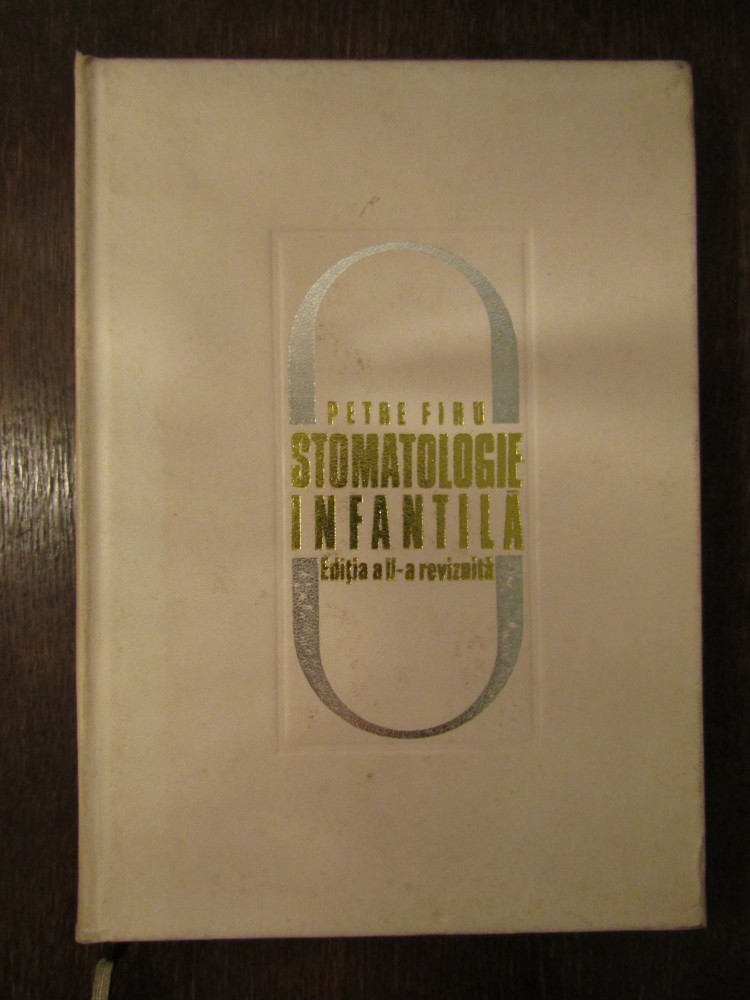 PETRE FIRU
STOMATOLOGIE
INFANTILĂ
Ediţia a II-a revizuită